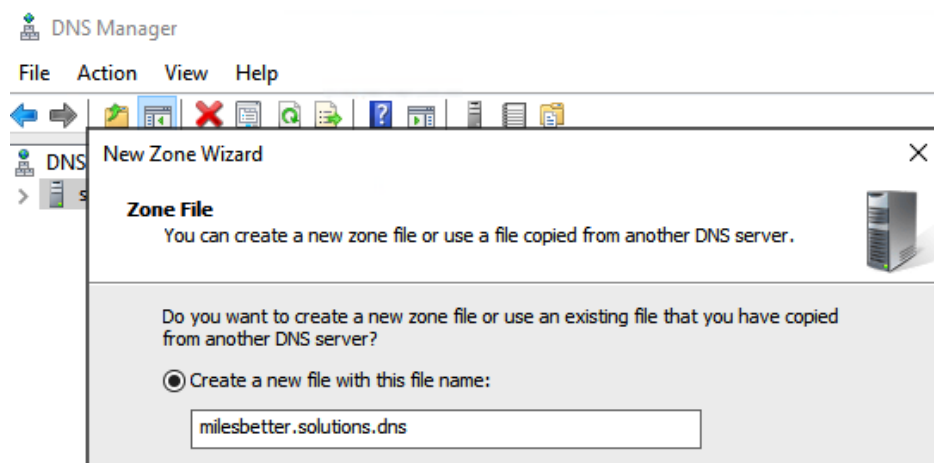 DNS Manager
File Action View Help
New Zone Wizard
DNS
Zone File
You can create a new zone file or use a file copied from another DNS server.
Do you want to create a new zone file or use an existing file that you have copied
from another DNS server?
Create a new file with this file name:
milesbetter.solutions.dns